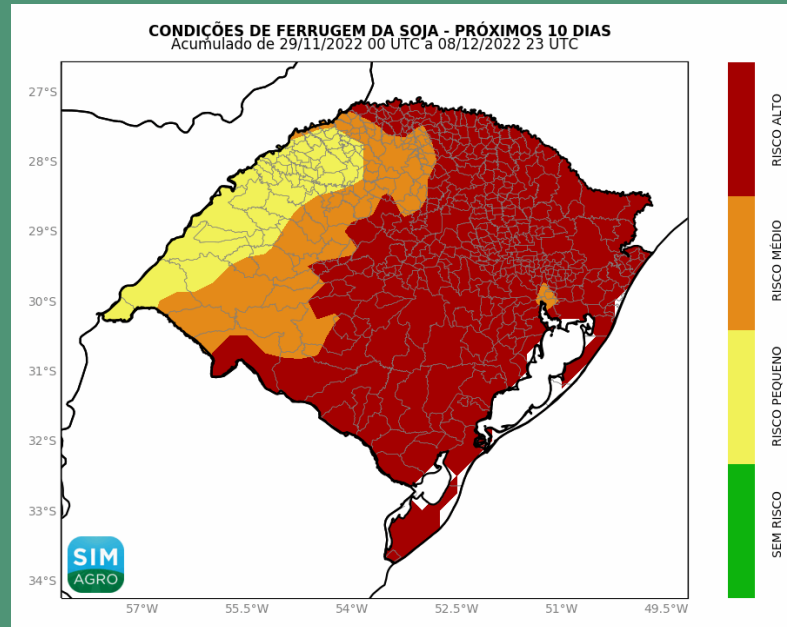 CONDIÇÕES DE FERRUGEM DA SOJA - PRÓXIMOS 10 DIAS
Acumulado de 29/11/2022 00 UTC a 08/12/2022 23 UTC
27°S
28°S
29°S
30°S
31°S
32°S
33°S
34°S
57°W
55.5°W
54°W
52.5°W
51°W
49.5°W
RISCO ALTO
RISCO MÉDIO
RISCO PEQUENO
SEM RISCO
SIM
AGRO